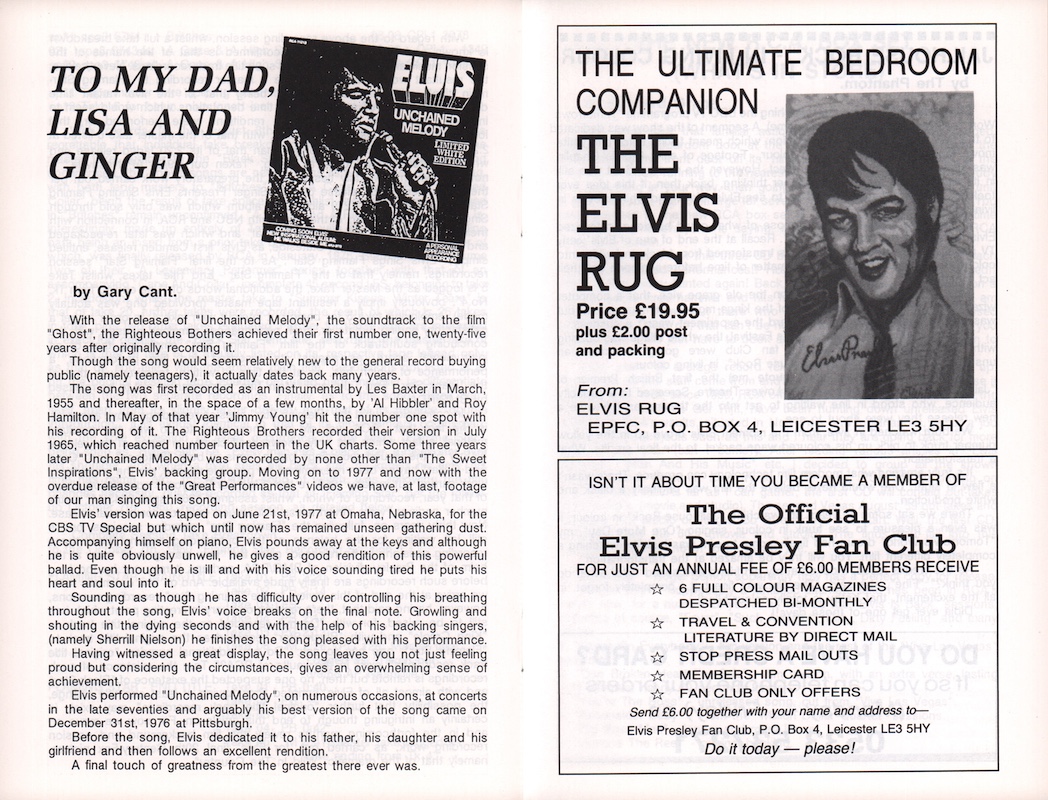 TO MY DAD,
LISA AND
GINGER
ELVIS
UNCHAINED
MELODY
LIMITED
WHITE
EDITION
COMING SOON ELVIS'
NEW INSPIRATIONAL ALBUM:
HE WALKS BESIDE ME
A PERSONAL
APPEARANCE
RECORDING
by Gary Cant.
With the release of "Unchained Melody", the soundtrack to the film
"Ghost", the Righteous Bothers achieved their first number one, twenty-five
years after originally recording it.
Though the song would seem relatively new to the general record buying
public (namely teenagers), it actually dates back many years.
The song was first recorded as an instrumental by Les Baxter in March,
1955 and thereafter, in the space of a few months, by 'Al Hibbler' and Roy
Hamilton. In May of that year 'Jimmy Young' hit the number one spot with
his recording of it. The Righteous Brothers recorded their version in July
1965, which reached number fourteen in the UK charts. Some three years
later "Unchained Melody" was recorded by none other than "The Sweet
Inspirations", Elvis' backing group. Moving on to 1977 and now with the
overdue release of the "Great Performances" videos we have, at last, footage
of our man singing this song.
Elvis' version was taped on June 21st, 1977 at Omaha, Nebraska, for the
CBS TV Special but which until now has remained unseen gathering dust.
Accompanying himself on piano, Elvis pounds away at the keys and although
he is quite obviously unwell, he gives a good rendition of this powerful
ballad. Even though he is ill and with his voice sounding tired he puts his
heart and soul into it.
Sounding as though he has difficulty over controlling his breathing
throughout the song, Elvis' voice breaks on the final note. Growling and
shouting in the dying seconds and with the help of his backing singers,
(namely Sherrill Nielson) he finishes the song pleased with his performance.
Having witnessed a great display, the song leaves you not just feeling
proud but considering the circumstances, gives an overwhelming sense of
achievement.
Elvis performed "Unchained Melody", on numerous occasions, at concerts
in the late seventies and arguably his best version of the song came on
December 31st, 1976 at Pittsburgh.
Before the song, Elvis dedicated it to his father, his daughter and his
girlfriend and then follows an excellent rendition.
A final touch of greatness from the greatest there ever was.
THE ULTIMATE BEDROOM
COMPANION
THE
ELVIS
RUG
Price £19.95
plus £2.00 post
and packing
Elvis Presley
From:
ELVIS RUG
EPFC, P.O. BOX 4, LEICESTER LE3 5HY
ISN'T IT ABOUT TIME YOU BECAME A MEMBER OF
The Official
Elvis Presley Fan Club
FOR JUST AN ANNUAL FEE OF £6.00 MEMBERS RECEIVE
☆ 6 FULL COLOUR MAGAZINES
DESPATCHED BI-MONTHLY
☆ TRAVEL & CONVENTION
LITERATURE BY DIRECT MAIL
☆ STOP PRESS MAIL OUTS
☆ MEMBERSHIP CARD
☆ FAN CLUB ONLY OFFERS
Send £6.00 together with your name and address to—
Elvis Presley Fan Club, P.O. Box 4, Leicester LE3 5HY
Do it today — please!